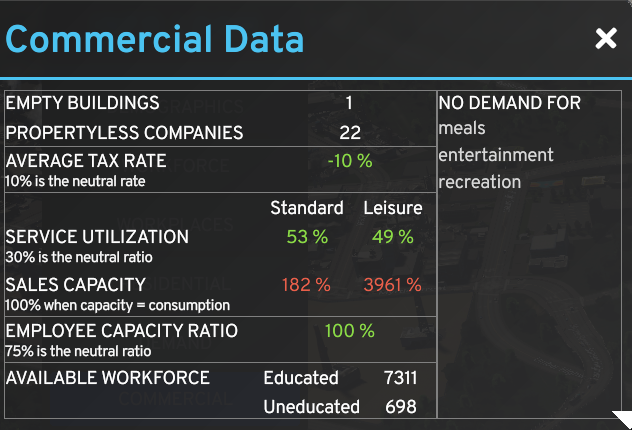 Commercial Data
EMPTY BUILDINGS 1
PROPERTYLESS COMPANIES 22
AVERAGE TAX RATE -10 %
10% is the neutral rate
Standard Leisure
SERVICE UTILIZATION 53 % 49 %
30% is the neutral ratio
SALES CAPACITY 182 % 3961 %
100% when capacity = consumption
EMPLOYEE CAPACITY RATIO 100 %
75% is the neutral ratio
AVAILABLE WORKFORCE Educated 7311
Uneducated 698
NO DEMAND FOR
meals
entertainment
recreation